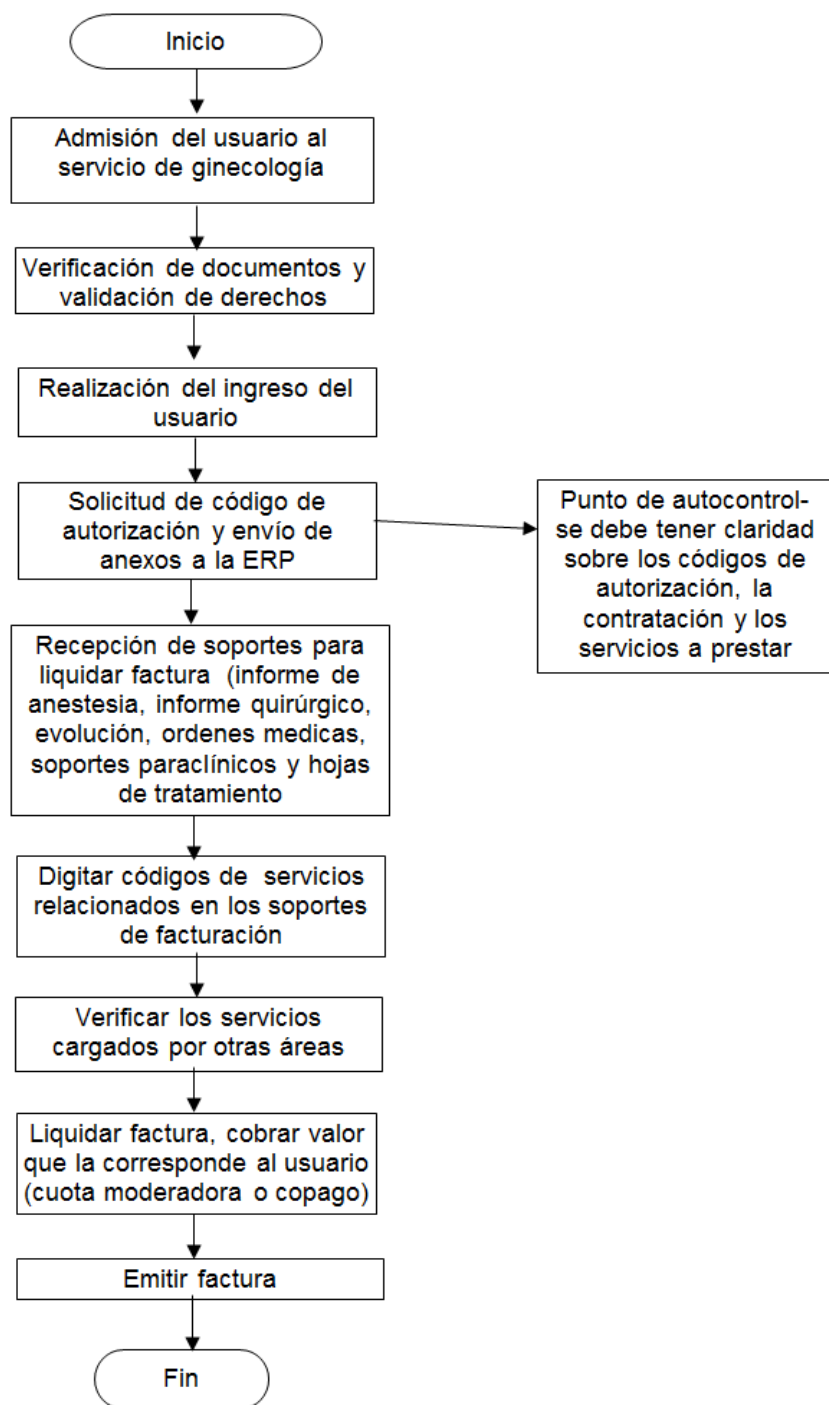 Inicio
Admisión del usuario al
servicio de ginecología
Verificación de documentos y
validación de derechos
Realización del ingreso del
usuario
Solicitud de código de
autorización y envío de
anexos a la ERP
Punto de autocontrol-
se debe tener claridad
sobre los códigos de
autorización, la
contratación y los
servicios a prestar
Recepción de soportes para
liquidar factura (informe de
anestesia, informe quirúrgico,
evolución, ordenes medicas,
soportes paraclínicos y hojas
de tratamiento
Digitar códigos de servicios
relacionados en los soportes
de facturación
Verificar los servicios
cargados por otras áreas
Liquidar factura, cobrar valor
que la corresponde al usuario
(cuota moderadora o copago)
Emitir factura
Fin